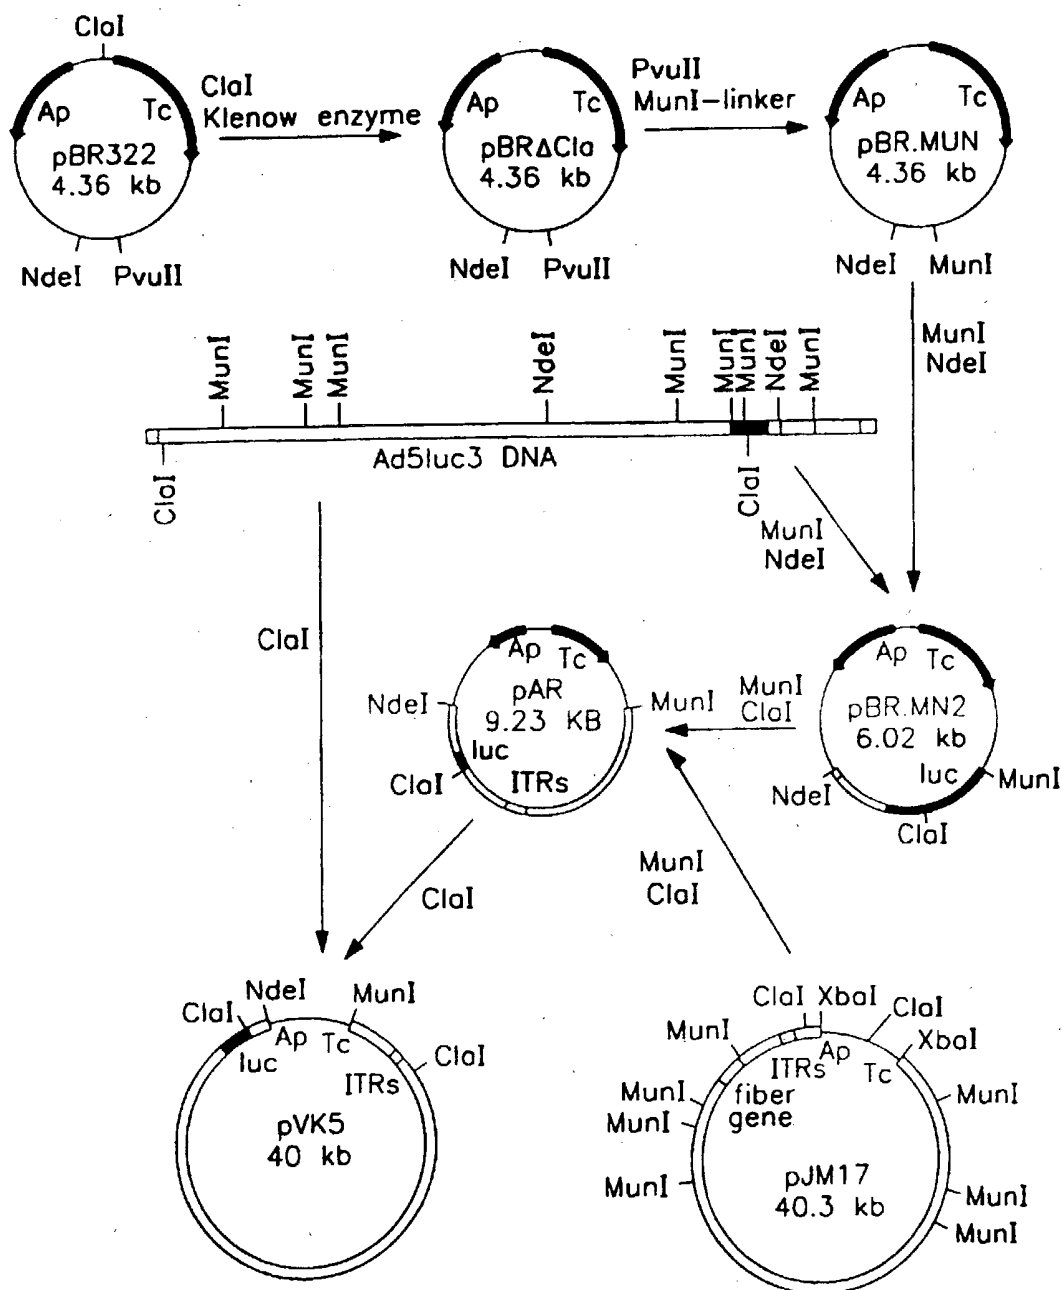 ClaI
Ap Tc
pBR322
4.36 kb
NdeI PvuII
ClaI
Klenow enzyme
Ap Tc
pBRΔCla
4.36 kb
NdeI PvuII
PvuII
MunI-linker
Ap Tc
pBR.MUN
4.36 kb
NdeI MunI
MunI
NdeI
MunI
MunI
MunI
NdeI
MunI
MunI
MunI
NdeI
MunI
Ad5luc3 DNA
ClaI
ClaI
MunI
NdeI
ClaI
Ap Tc
pAR
9.23 KB
NdeI
MunI
luc
ClaI
ITRs
MunI
ClaI
Ap Tc
pBR.MN2
6.02 kb
luc
NdeI
MunI
ClaI
ClaI
MunI
ClaI
ClaI
NdeI
MunI
luc
Ap Tc
ITRs
ClaI
pVK5
40 kb
ClaI
XbaI
ClaI
XbaI
MunI
ITRs
Ap
Tc
MunI
MunI
fiber
gene
MunI
MunI
pJM17
40.3 kb
MunI
MunI